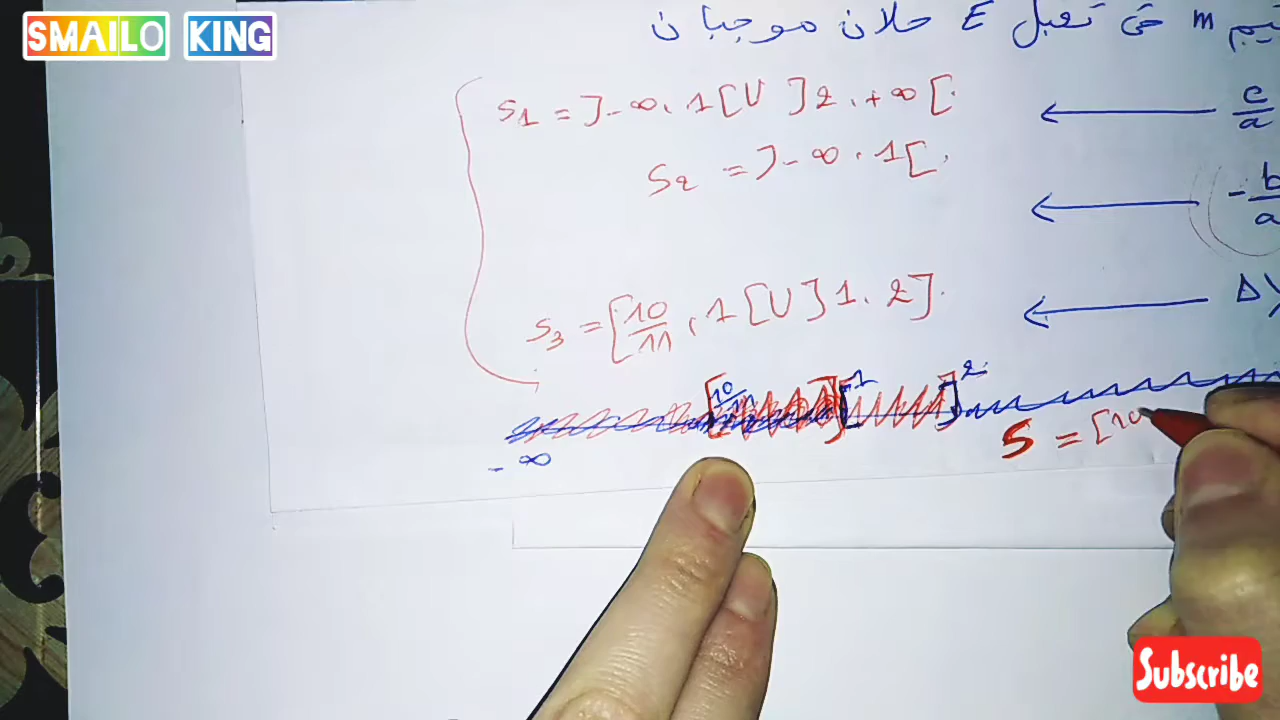 SMAILO KING
m حتى تقبل E حلان موجبان
S1 = ]-∞, 1[ U ]2, +∞[.
c/a
S2 = ]-∞, 1[.
-b/a
S3 = [10/11, 1[ U ]1, 2].
Δ
[10/11 ] [ 1 ] 2
-∞
S = [10
Subscribe